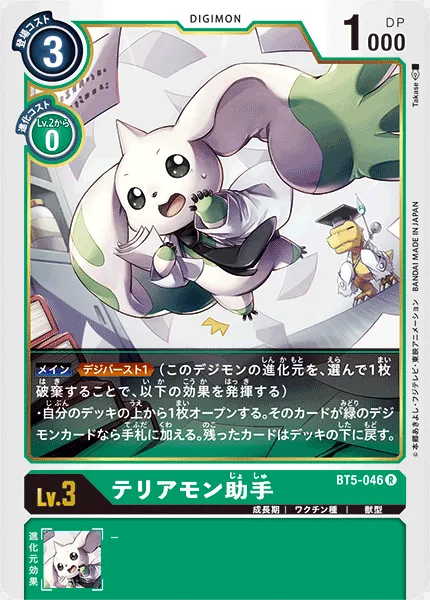 DIGIMON
登場コスト
3
進化コスト
Lv.2から
0
1000
DP
Takase
BANDAI MADE IN JAPAN
©本郷あきよし・フジテレビ・東映アニメーション
メイン デジバースト1 (このデジモンの進化元を、選んで1枚
破棄することで、以下の効果を発揮する)
・自分のデッキの上から1枚オープンする。そのカードが緑のデジ
モンカードなら手札に加える。残ったカードはデッキの下に戻す。
Lv.3
テリアモン助手
BT5-046 R
成長期 | ワクチン種 | 獣型
進化元効果
−